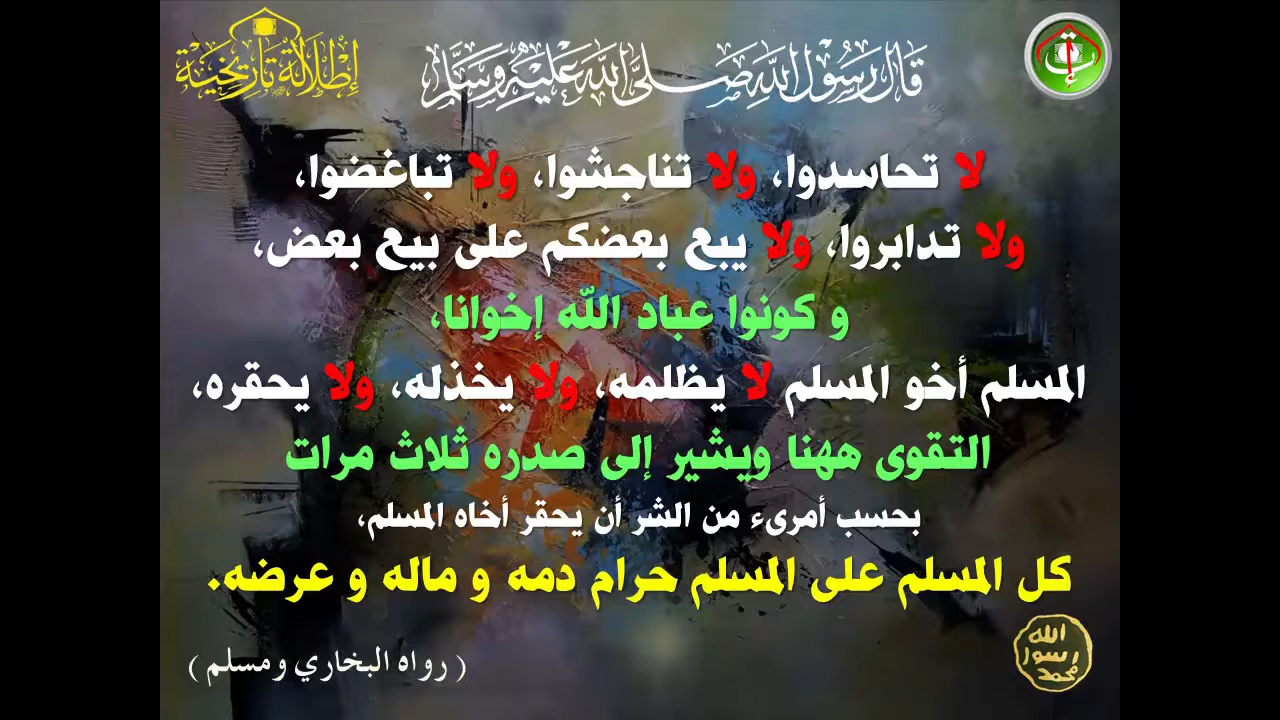 إطلالة تاريخية
قال رسول الله صلى الله عليه وسلم
لا تحاسدوا، ولا تناجشوا، ولا تباغضوا،
ولا تدابروا، ولا يبع بعضكم على بيع بعض،
و كونوا عباد الله إخوانا،
المسلم أخو المسلم لا يظلمه، ولا يخذله، ولا يحقره،
التقوى ههنا ويشير إلى صدره ثلاث مرات
بحسب أمرىء من الشر أن يحقر أخاه المسلم،
كل المسلم على المسلم حرام دمه و ماله و عرضه.
( رواه البخاري ومسلم )
الله
رسول
محمد